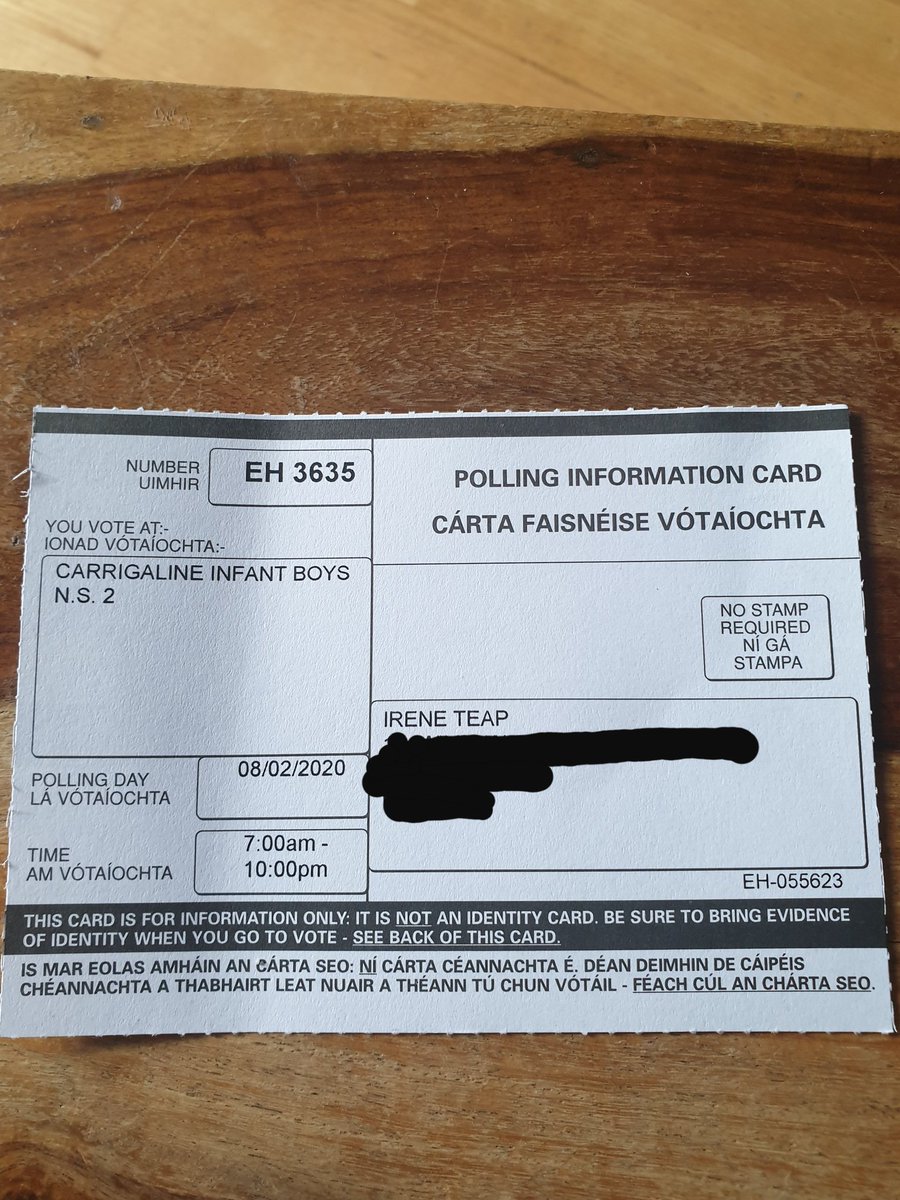 NUMBER
UIMHIR
EH 3635
YOU VOTE AT:-
IONAD VÓTAÍOCHTA:-
CARRIGALINE INFANT BOYS
N.S. 2
POLLING DAY
LÁ VÓTAÍOCHTA
08/02/2020
TIME
AM VÓTAÍOCHTA
7:00am -
10:00pm
POLLING INFORMATION CARD
CÁRTA FAISNÉISE VÓTAÍOCHTA
NO STAMP
REQUIRED
NÍ GÁ
STAMPA
IRENE TEAP
EH-055623
THIS CARD IS FOR INFORMATION ONLY: IT IS NOT AN IDENTITY CARD. BE SURE TO BRING EVIDENCE
OF IDENTITY WHEN YOU GO TO VOTE - SEE BACK OF THIS CARD.
IS MAR EOLAS AMHÁIN AN CÁRTA SEO: NÍ CÁRTA CÉANNACHTA É. DÉAN DEIMHIN DE CÁIPÉIS
CHÉANNACHTA A THABHAIRT LEAT NUAIR A THÉANN TÚ CHUN VÓTÁIL - FÉACH CÚL AN CHÁRTA SEO.